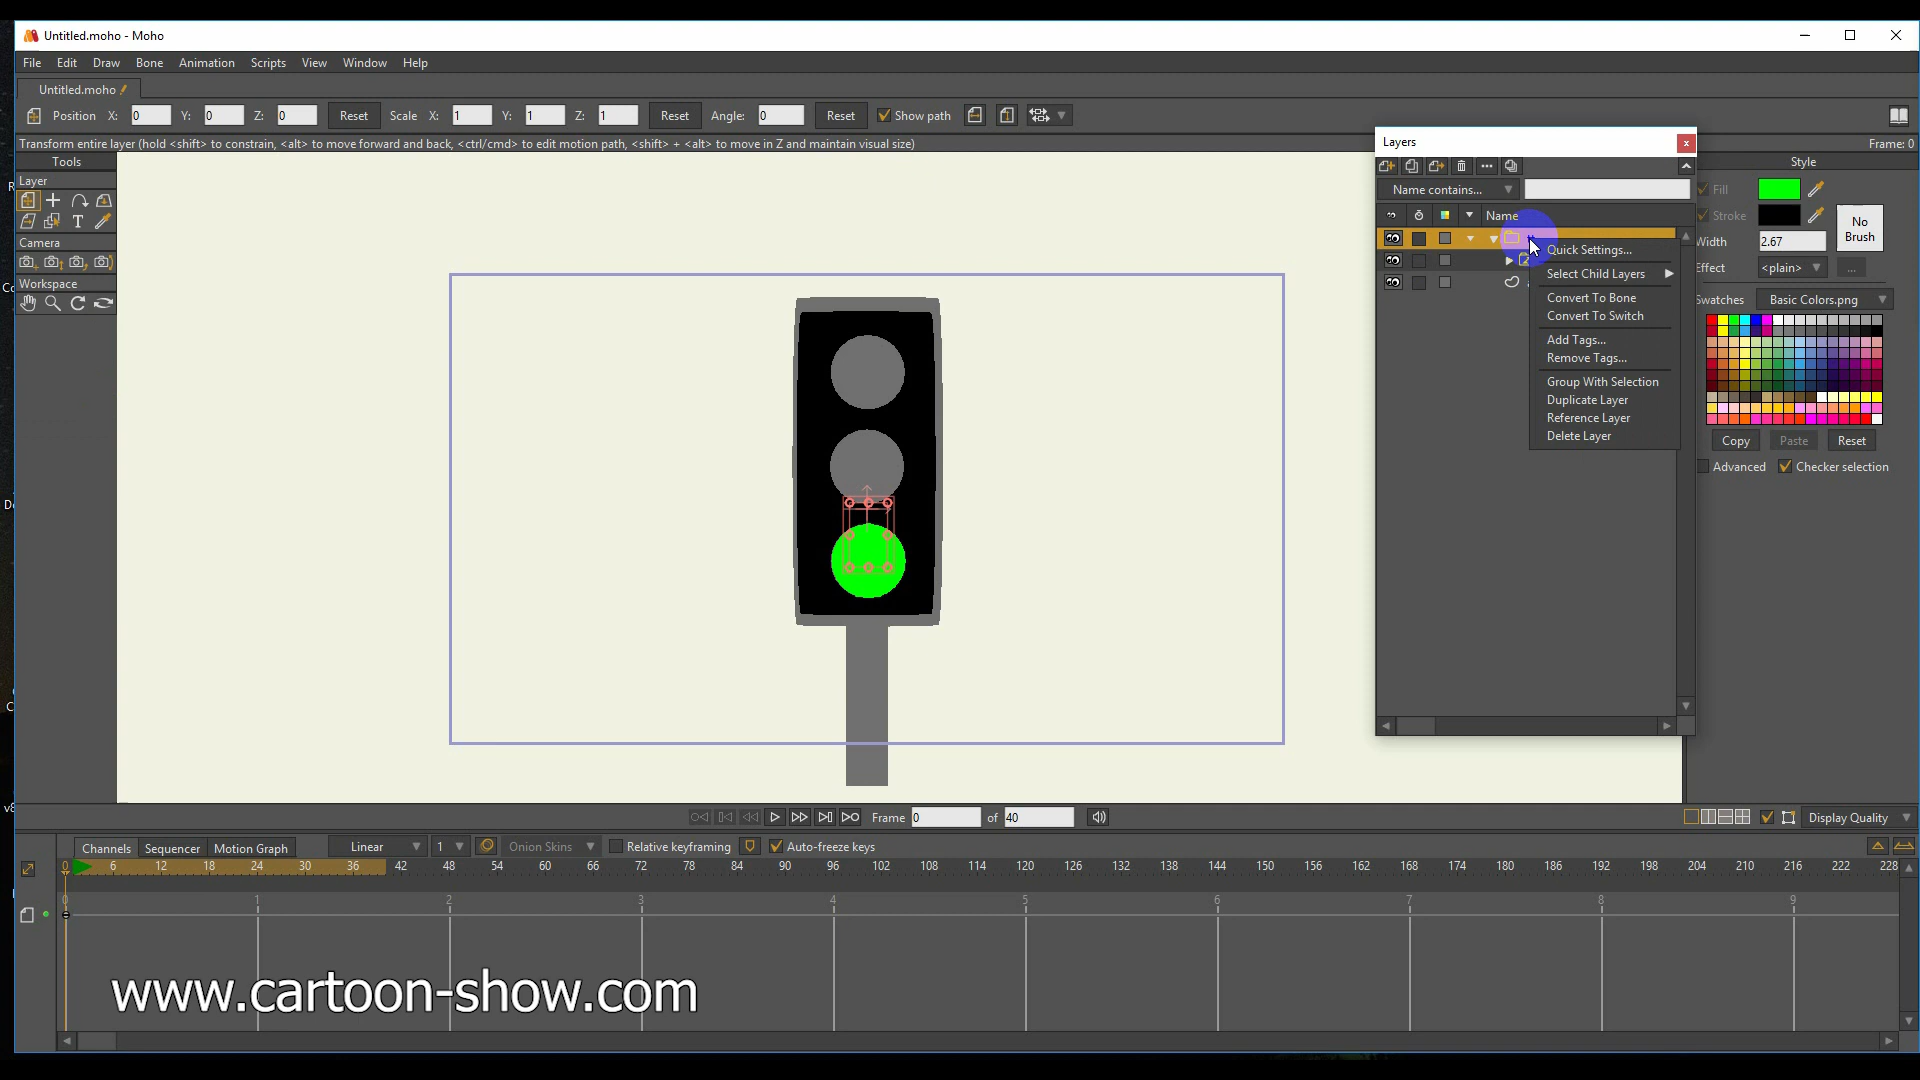 Untitled.moho - Moho
File Edit Draw Bone Animation Scripts View Window Help
Untitled.moho
Position X: 0 Y: 0 Z: 0 Reset Scale X: 1 Y: 1 Z: 1 Reset Angle: 0 Reset Show path
Transform entire layer (hold <shift> to constrain, <alt> to move forward and back, <ctrl/cmd> to edit motion path, <shift> + <alt> to move in Z and maintain visual size)
Frame: 0
Tools
Layer
Camera
Workspace
Layers
Name contains...
Name
Quick Settings...
Select Child Layers
Convert To Bone
Convert To Switch
Add Tags...
Remove Tags...
Group With Selection
Duplicate Layer
Reference Layer
Delete Layer
Style
Fill
Stroke
No Brush
Width 2.67
Effect <plain> ...
Swatches Basic Colors.png
Copy Paste Reset
Advanced Checker selection
Frame 0 of 40
Display Quality
Channels Sequencer Motion Graph Linear 1 Onion Skins Relative keyframing Auto-freeze keys
0 6 12 18 24 30 36 42 48 54 60 66 72 78 84 90 96 102 108 114 120 126 132 138 144 150 156 162 168 174 180 186 192 198 204 210 216 222 228
0 1 2 3 4 5 6 7 8 9
www.cartoon-show.com